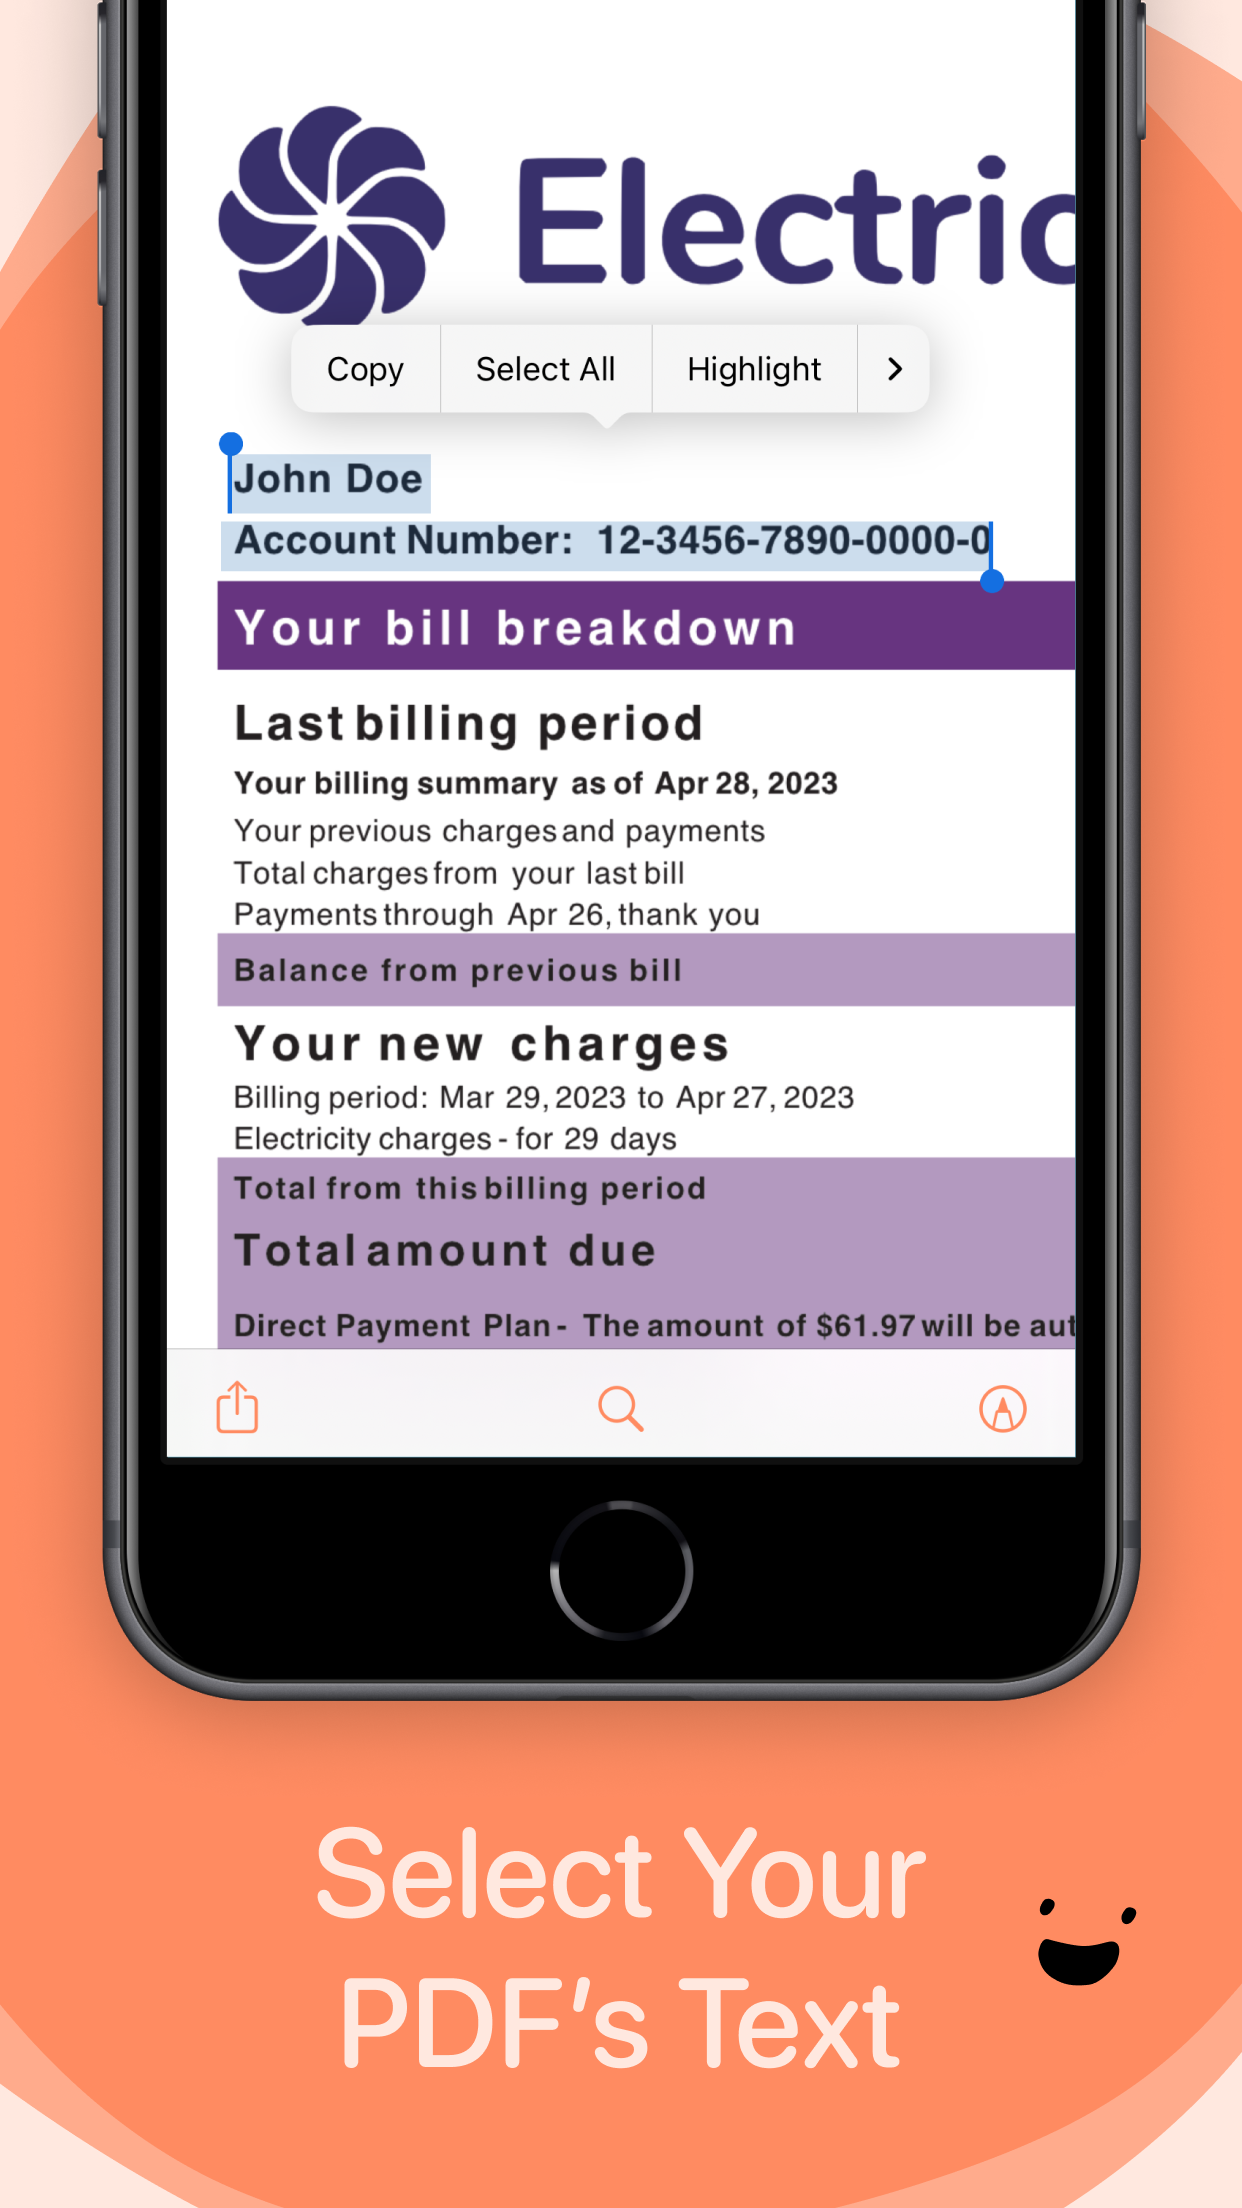 Electric
Copy
Select All
Highlight
John Doe
Account Number: 12-3456-7890-0000-0
Your bill breakdown
Last billing period
Your billing summary as of Apr 28, 2023
Your previous charges and payments
Total charges from your last bill
Payments through Apr 26, thank you
Balance from previous bill
Your new charges
Billing period: Mar 29, 2023 to Apr 27, 2023
Electricity charges - for 29 days
Total from this billing period
Total amount due
Direct Payment Plan - The amount of $61.97 will be aut
Select Your
PDF's Text